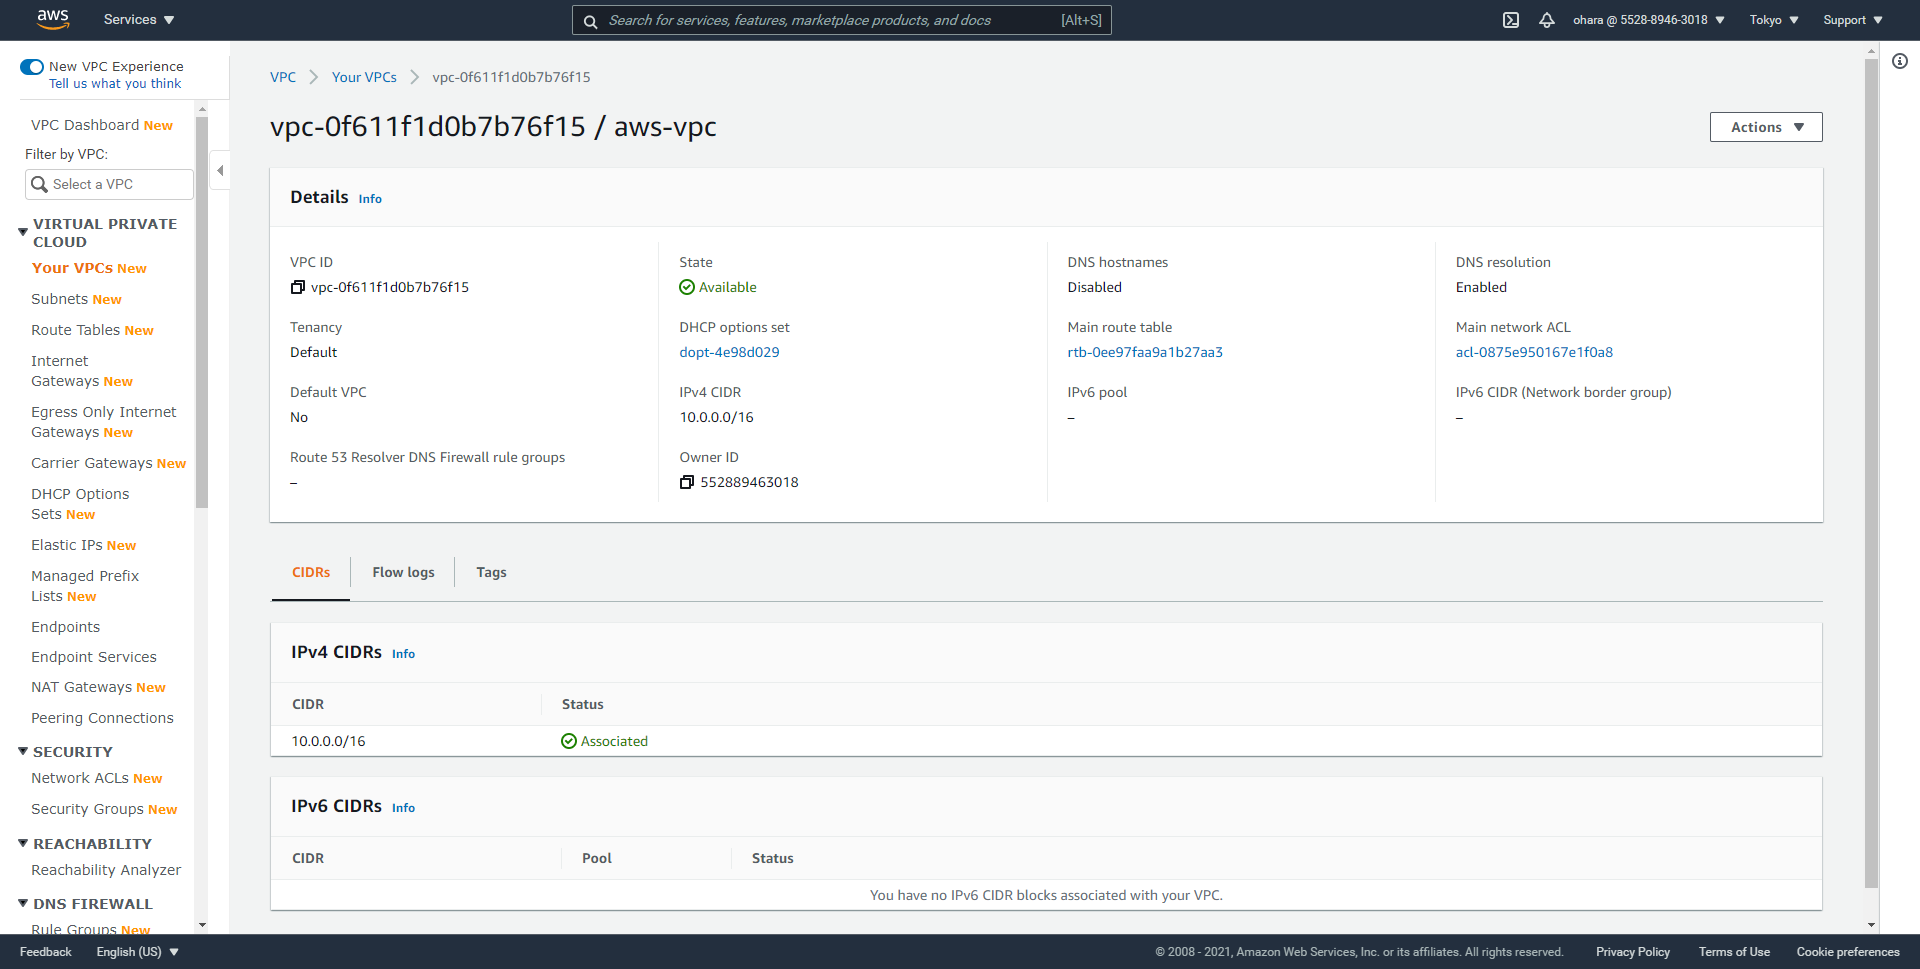 aws
Services
Search for services, features, marketplace products, and docs [Alt+S]
ohara @ 5528-8946-3018
Tokyo
Support
New VPC Experience
Tell us what you think
VPC Dashboard New
Filter by VPC:
Select a VPC
VIRTUAL PRIVATE
CLOUD
Your VPCs New
Subnets New
Route Tables New
Internet
Gateways New
Egress Only Internet
Gateways New
Carrier Gateways New
DHCP Options
Sets New
Elastic IPs New
Managed Prefix
Lists New
Endpoints
Endpoint Services
NAT Gateways New
Peering Connections
SECURITY
Network ACLs New
Security Groups New
REACHABILITY
Reachability Analyzer
DNS FIREWALL
Rule Groups New
VPC
Your VPCs
vpc-0f611f1d0b7b76f15
vpc-0f611f1d0b7b76f15 / aws-vpc
Actions
Details Info
VPC ID
vpc-0f611f1d0b7b76f15
State
Available
DNS hostnames
Disabled
DNS resolution
Enabled
Tenancy
Default
DHCP options set
dopt-4e98d029
Main route table
rtb-0ee97faa9a1b27aa3
Main network ACL
acl-0875e950167e1f0a8
Default VPC
No
IPv4 CIDR
10.0.0.0/16
IPv6 pool
–
IPv6 CIDR (Network border group)
–
Route 53 Resolver DNS Firewall rule groups
–
Owner ID
552889463018
CIDRs
Flow logs
Tags
IPv4 CIDRs Info
CIDR Status
10.0.0.0/16 Associated
IPv6 CIDRs Info
CIDR Pool Status
You have no IPv6 CIDR blocks associated with your VPC.
Feedback
English (US)
© 2008 - 2021, Amazon Web Services, Inc. or its affiliates. All rights reserved.
Privacy Policy
Terms of Use
Cookie preferences